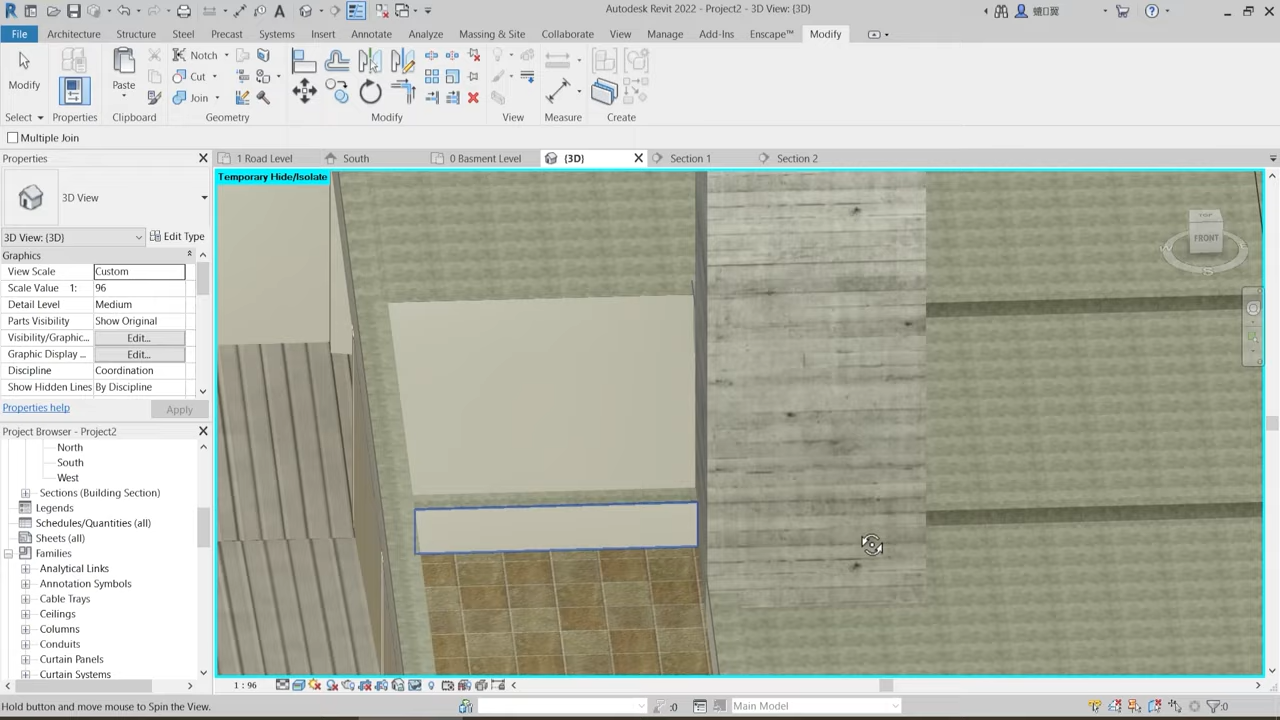 Autodesk Revit 2022 - Project2 - 3D View: {3D}
File Architecture Structure Steel Precast Systems Insert Annotate Analyze Massing & Site Collaborate View Manage Add-Ins Enscape™ Modify
Modify Paste Notch Cut Join
Select Properties Clipboard Geometry Modify View Measure Create
Multiple Join
Properties
1 Road Level South 0 Basment Level {3D} Section 1 Section 2
Temporary Hide/Isolate
3D View
TOP
FRONT
W
S
3D View: {3D} Edit Type
Graphics
View Scale Custom
Scale Value 1: 96
Detail Level Medium
Parts Visibility Show Original
Visibility/Graphic... Edit...
Graphic Display ... Edit...
Discipline Coordination
Show Hidden Lines By Discipline
Properties help Apply
Project Browser - Project2
North
South
West
Sections (Building Section)
Legends
Schedules/Quantities (all)
Sheets (all)
Families
Analytical Links
Annotation Symbols
Cable Trays
Ceilings
Columns
Conduits
Curtain Panels
Curtain Systems
1 : 96
Hold button and move mouse to Spin the View. :0 Main Model :0